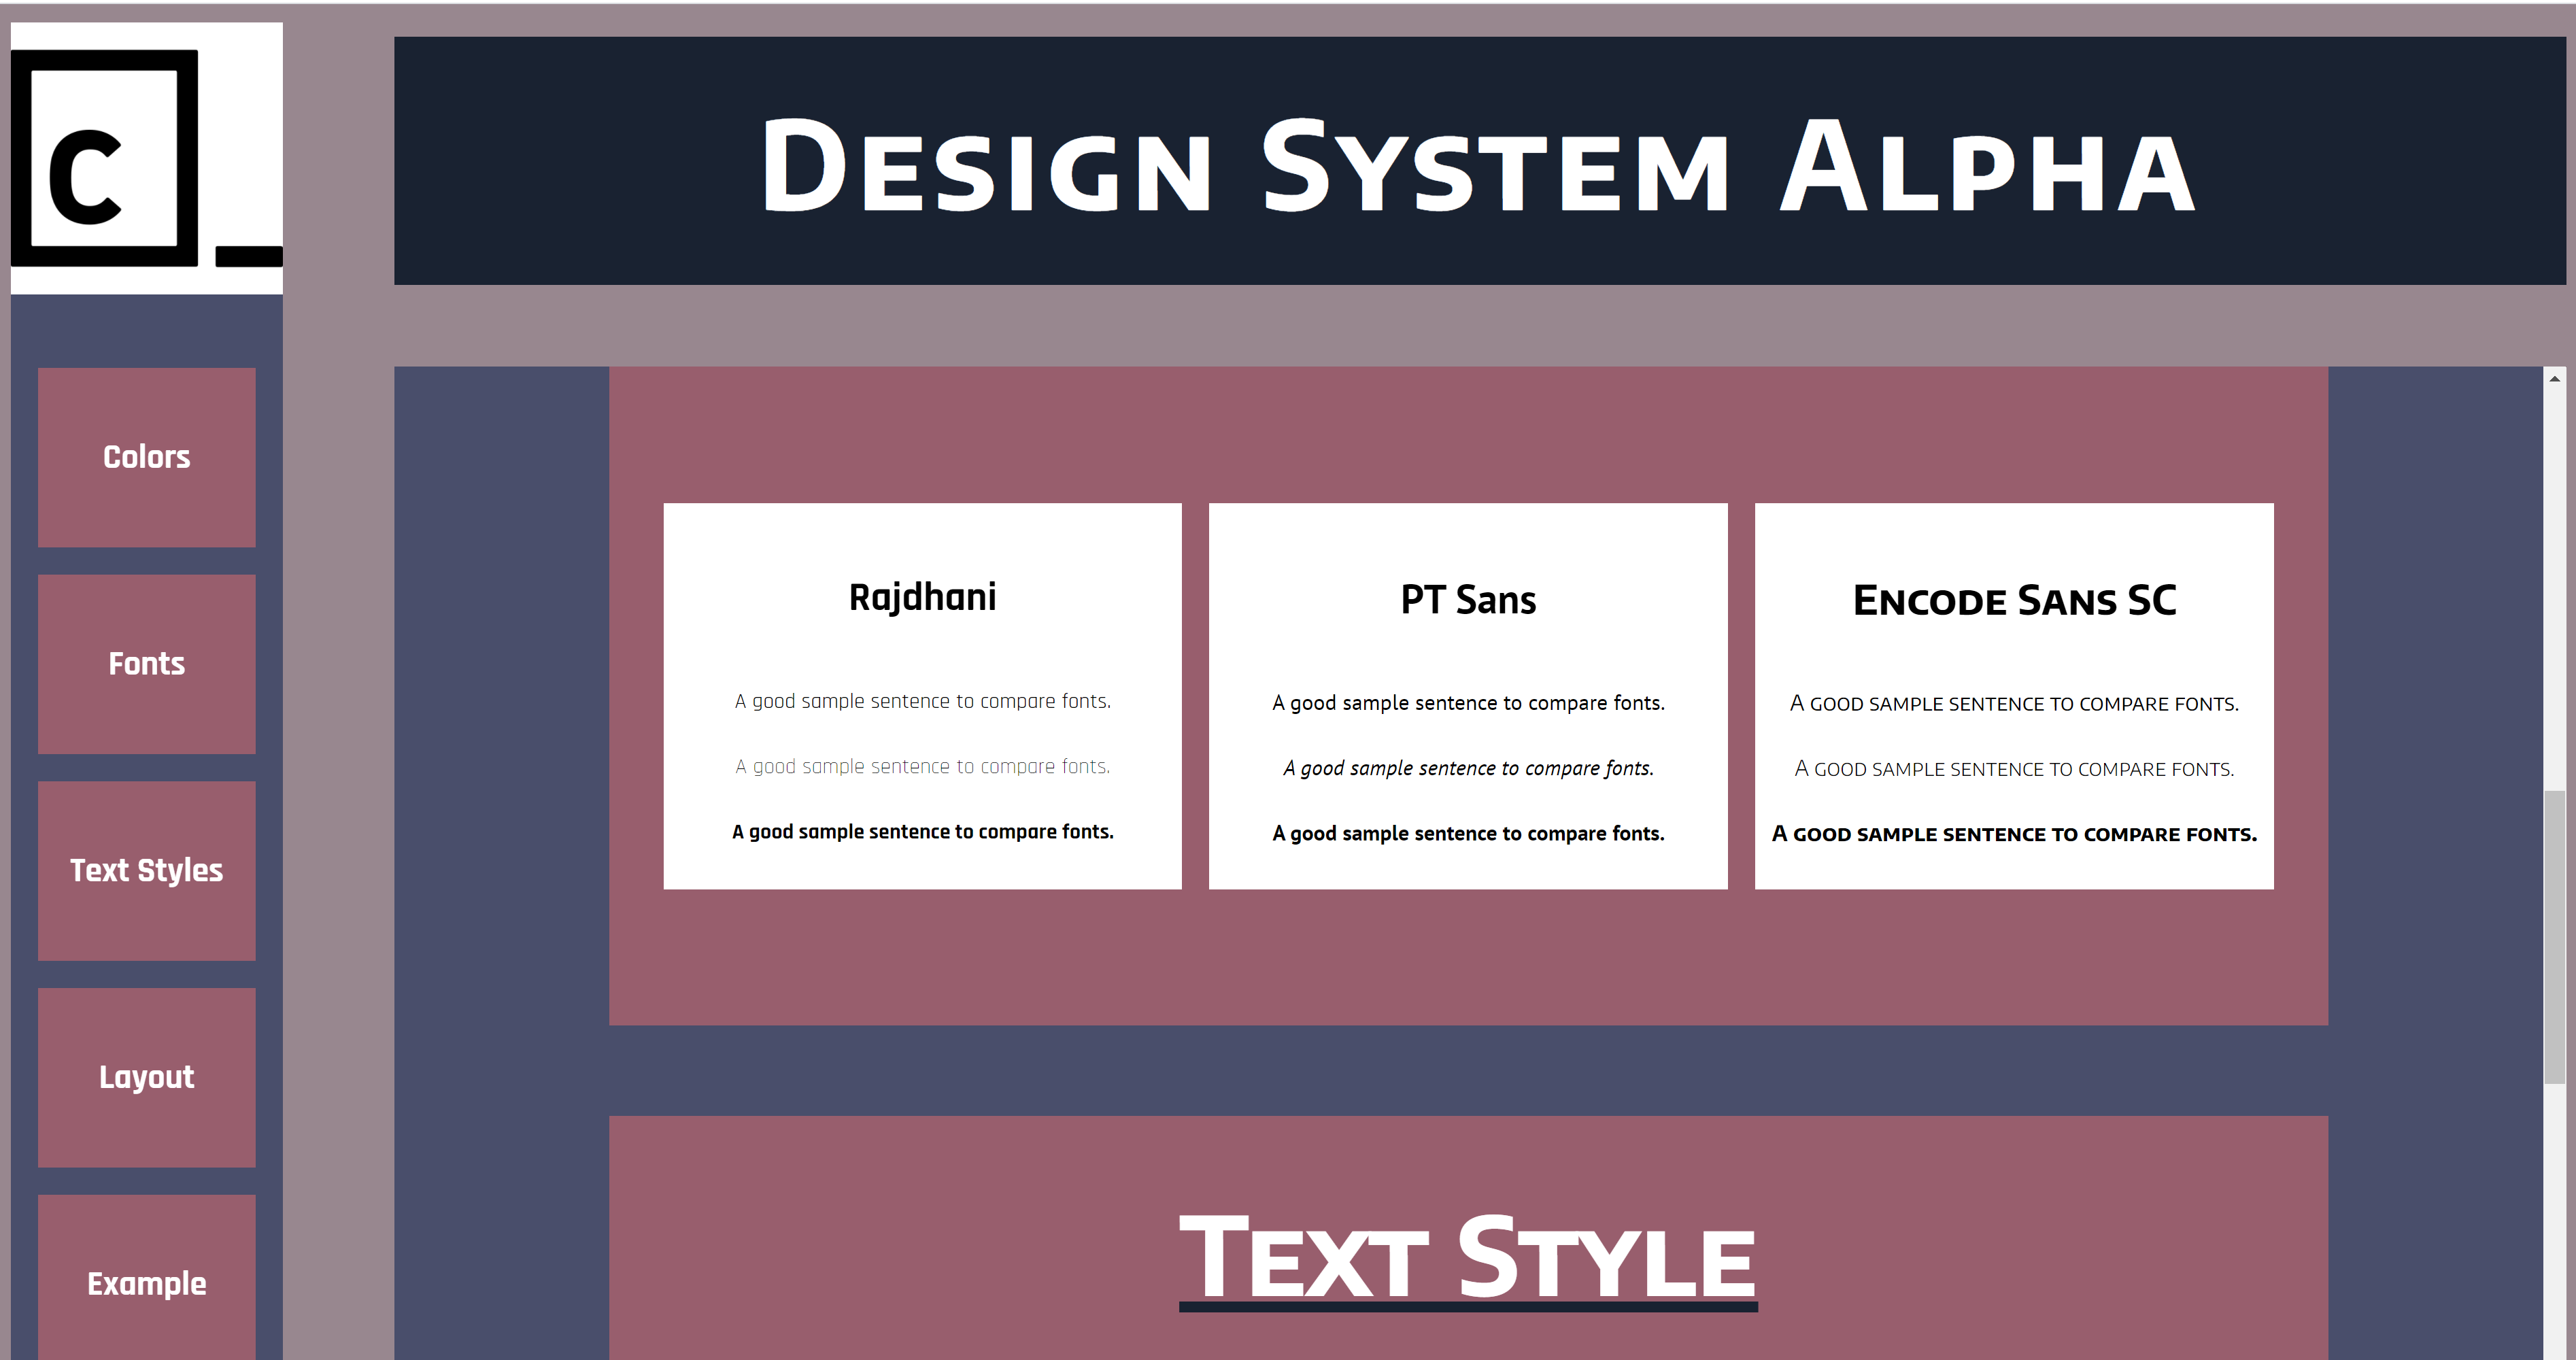 C_
Design System Alpha
Colors
Fonts
Text Styles
Layout
Example
Rajdhani
A good sample sentence to compare fonts.
A good sample sentence to compare fonts.
A good sample sentence to compare fonts.
PT Sans
A good sample sentence to compare fonts.
A good sample sentence to compare fonts.
A good sample sentence to compare fonts.
Encode Sans SC
A good sample sentence to compare fonts.
A good sample sentence to compare fonts.
A good sample sentence to compare fonts.
Text Style